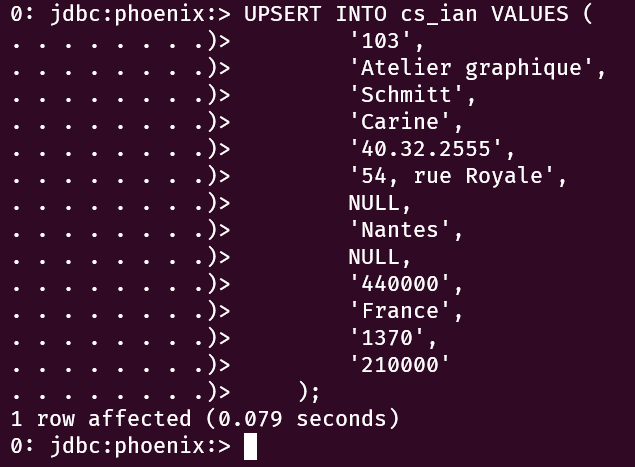 0: jdbc:phoenix:> UPSERT INTO cs_ian VALUES (
. . . . . . . .)> '103',
. . . . . . . .)> 'Atelier graphique',
. . . . . . . .)> 'Schmitt',
. . . . . . . .)> 'Carine',
. . . . . . . .)> '40.32.2555',
. . . . . . . .)> '54, rue Royale',
. . . . . . . .)> NULL,
. . . . . . . .)> 'Nantes',
. . . . . . . .)> NULL,
. . . . . . . .)> '440000',
. . . . . . . .)> 'France',
. . . . . . . .)> '1370',
. . . . . . . .)> '210000'
. . . . . . . .)> );
1 row affected (0.079 seconds)
0: jdbc:phoenix:>